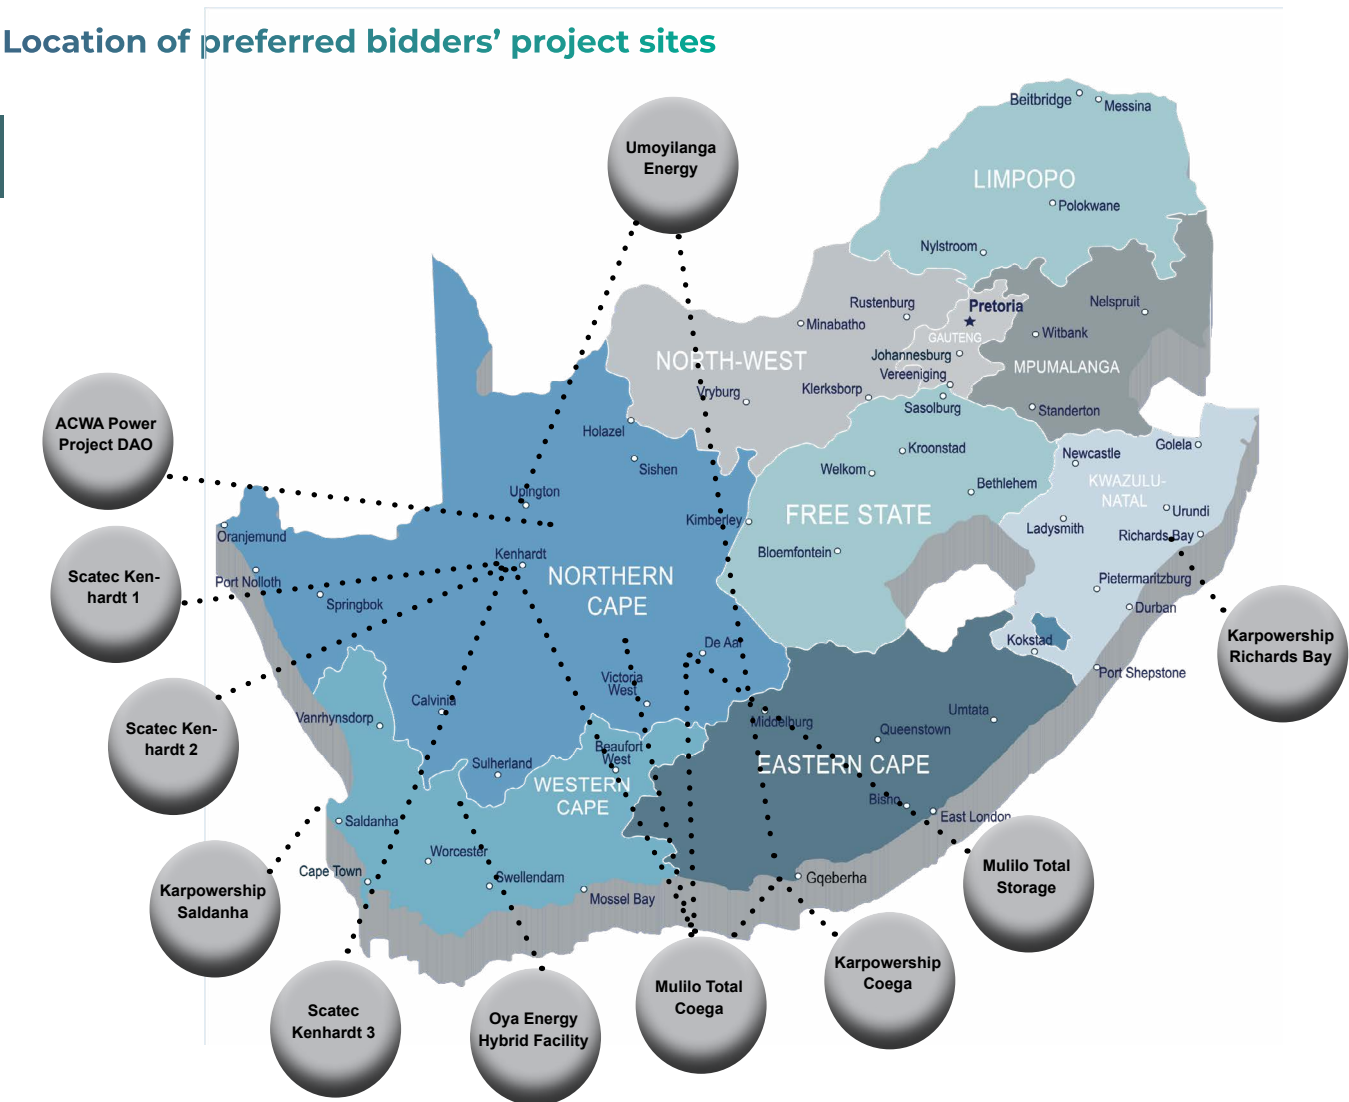 Location of preferred bidders’ project sites
Beitbridge
Messina
Umoyilanga
Energy
LIMPOPO
Polokwane
Nylstroom
Rustenburg
Pretoria
Nelspruit
Minabatho
GAUTENG
Witbank
Johannesburg
NORTH-WEST
MPUMALANGA
Vereeniging
Vryburg
Klerksborp
Sasolburg
Standerton
ACWA Power
Project DAO
Holazel
Sishen
Kroonstad
Newcastle
Golela
Welkom
Bethlehem
KWAZULU-
NATAL
Upington
Kimberley
FREE STATE
Urundi
Ladysmith
Richards Bay
Oranjemund
Bloemfontein
Kenhardt
Scatec Ken-
hardt 1
Port Nolloth
NORTHERN
CAPE
Springbok
Pietermaritzburg
Durban
De Aar
Kokstad
Karpowership
Richards Bay
Port Shepstone
Victoria
West
Calvinia
Vanrhynsdorp
Scatec Ken-
hardt 2
Middelburg
Umtata
Queenstown
Beaufort
West
Sulherland
WESTERN
CAPE
EASTERN CAPE
Bisho
East London
Saldanha
Worcester
Cape Town
Swellendam
Mossel Bay
Gqeberha
Karpowership
Saldanha
Mulilo Total
Storage
Karpowership
Coega
Mulilo Total
Coega
Scatec
Kenhardt 3
Oya Energy
Hybrid Facility